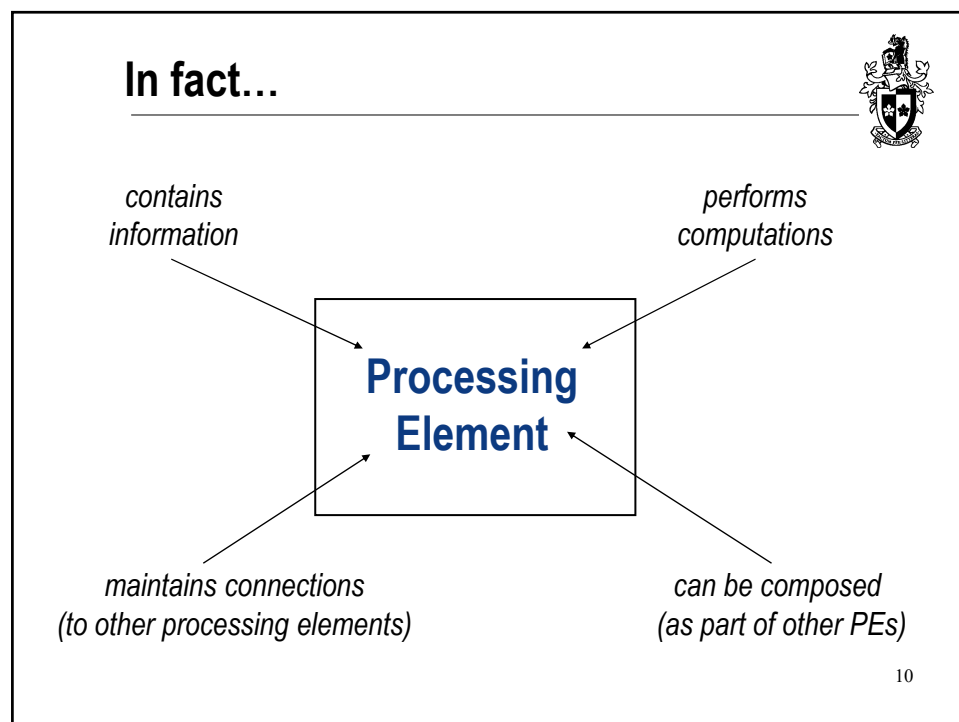 In fact…
contains
information
performs
computations
Processing
Element
maintains connections
(to other processing elements)
can be composed
(as part of other PEs)
10